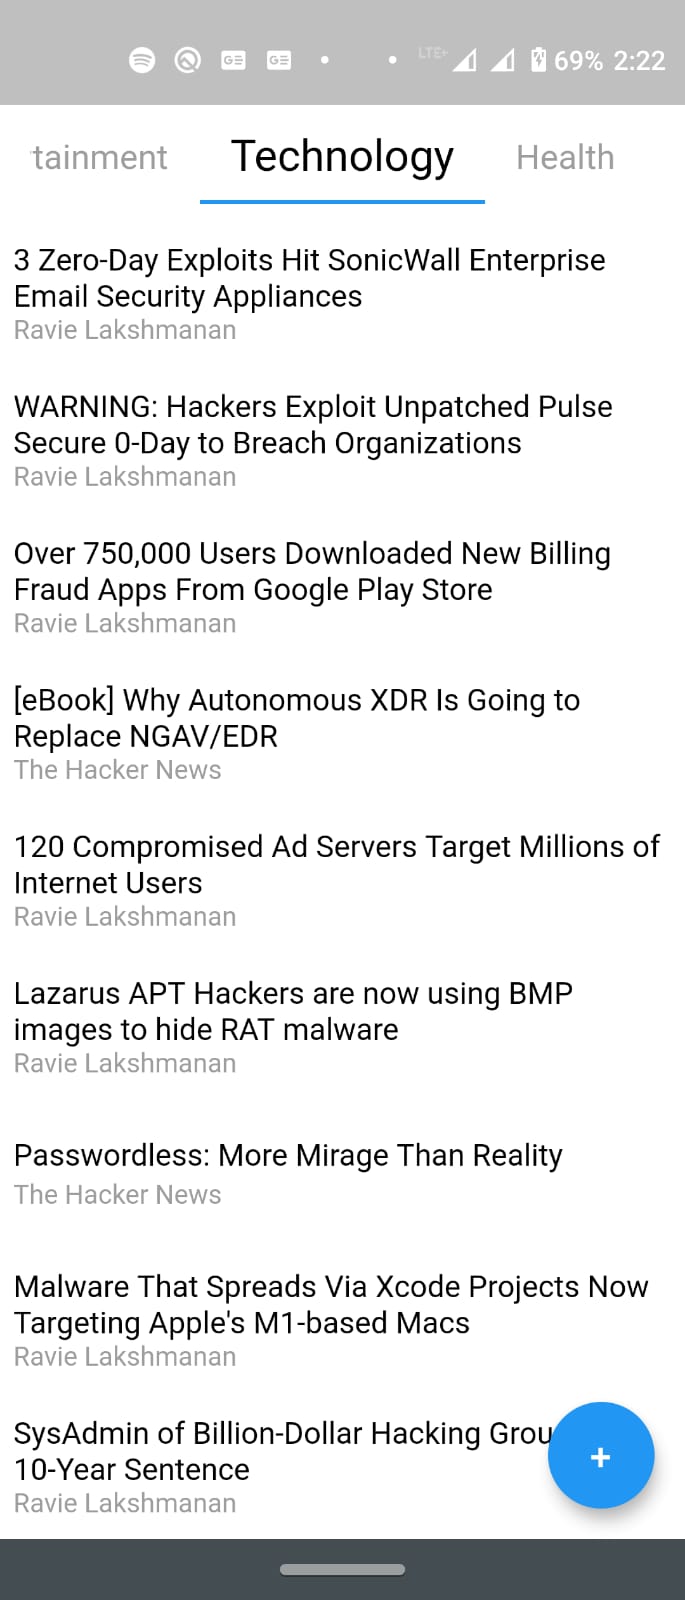 LTE+ 69% 2:22
tainment Technology Health
3 Zero-Day Exploits Hit SonicWall Enterprise
Email Security Appliances
Ravie Lakshmanan
WARNING: Hackers Exploit Unpatched Pulse
Secure 0-Day to Breach Organizations
Ravie Lakshmanan
Over 750,000 Users Downloaded New Billing
Fraud Apps From Google Play Store
Ravie Lakshmanan
[eBook] Why Autonomous XDR Is Going to
Replace NGAV/EDR
The Hacker News
120 Compromised Ad Servers Target Millions of
Internet Users
Ravie Lakshmanan
Lazarus APT Hackers are now using BMP
images to hide RAT malware
Ravie Lakshmanan
Passwordless: More Mirage Than Reality
The Hacker News
Malware That Spreads Via Xcode Projects Now
Targeting Apple's M1-based Macs
Ravie Lakshmanan
SysAdmin of Billion-Dollar Hacking Grou
10-Year Sentence
Ravie Lakshmanan
+